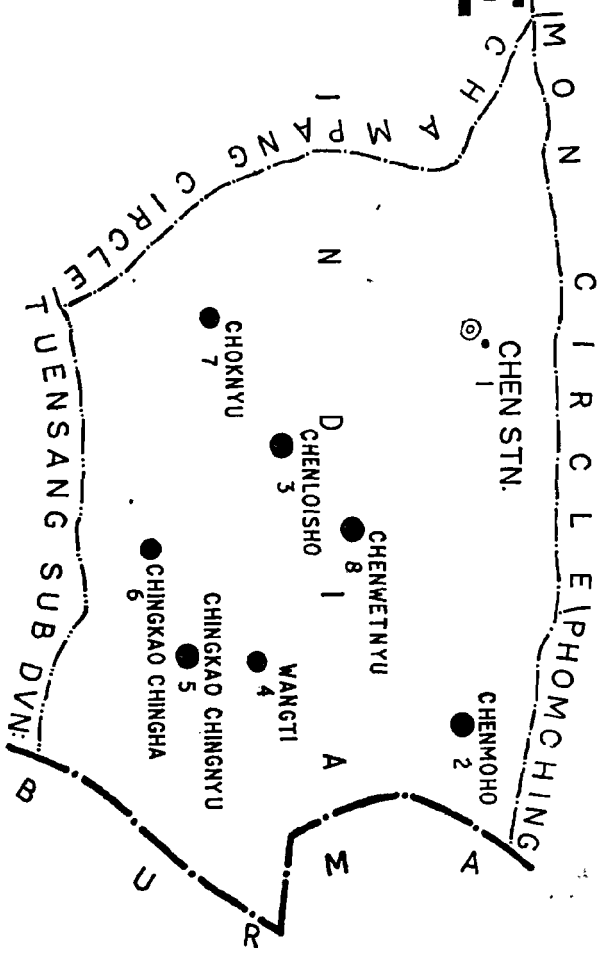 MON CIRCLE
PHOMCHING
CHAMPANG CIRCLE
TUENSANG SUB DVN.
BURMA
INDIA
CHEN STN.
1
CHENMOHO
2
CHENWETNYU
8
CHENLOISHO
3
CHOKNYU
7
WANGTI
4
CHINGKAO CHINGNYU
5
CHINGKAO CHINGHA
6